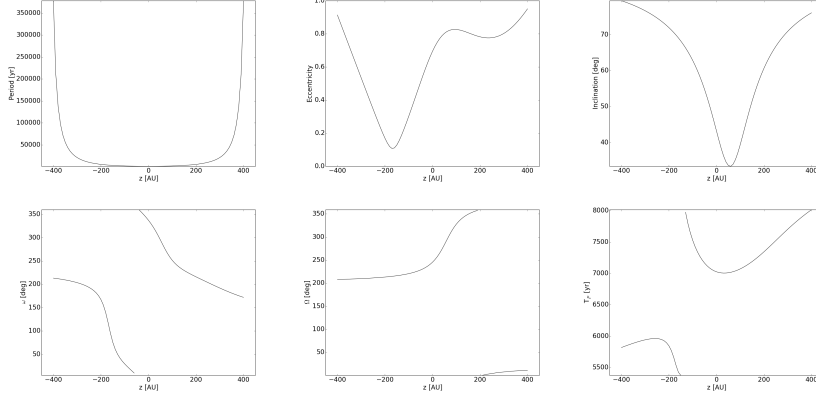 350000
300000
250000
200000
150000
100000
50000
Period [yr]
−400 −200 0 200 400
z [AU]
1.0
0.8
0.6
0.4
0.2
0.0
Eccentricity
−400 −200 0 200 400
z [AU]
70
60
50
40
Inclination [deg]
−400 −200 0 200 400
z [AU]
350
300
250
200
150
100
50
ω [deg]
−400 −200 0 200 400
z [AU]
350
300
250
200
150
100
50
Ω [deg]
−400 −200 0 200 400
z [AU]
8000
7500
7000
6500
6000
5500
T_P [yr]
−400 −200 0 200 400
z [AU]